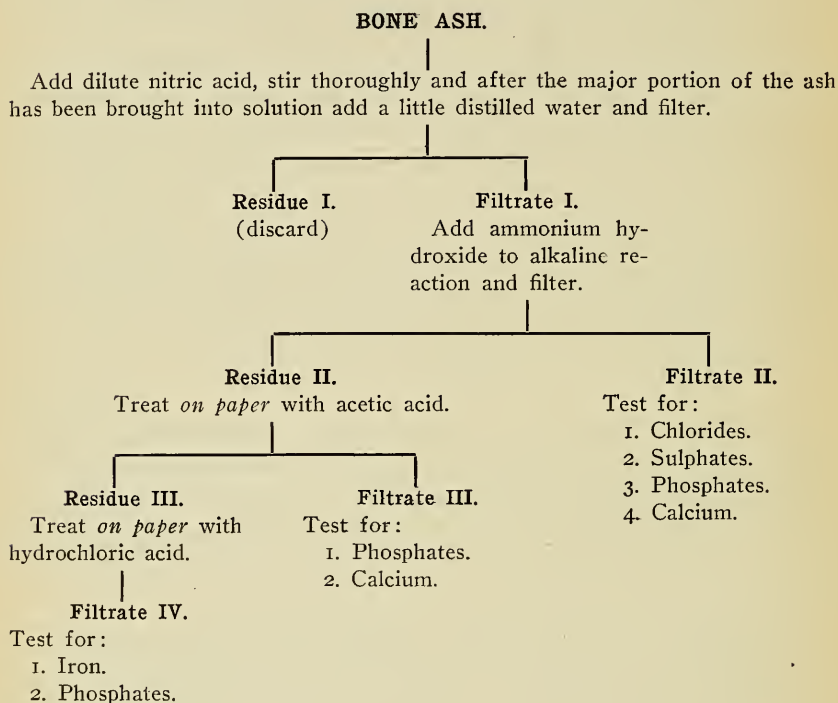 BONE ASH.
Add dilute nitric acid, stir thoroughly and after the major portion of the ash
has been brought into solution add a little distilled water and filter.
Residue I.
(discard)
Filtrate I.
Add ammonium hy-
droxide to alkaline re-
action and filter.
Residue II.
Treat on paper with acetic acid.
Filtrate II.
Test for:
1. Chlorides.
2. Sulphates.
3. Phosphates.
4. Calcium.
Residue III.
Treat on paper with
hydrochloric acid.
Filtrate III.
Test for:
1. Phosphates.
2. Calcium.
Filtrate IV.
Test for:
1. Iron.
2. Phosphates.